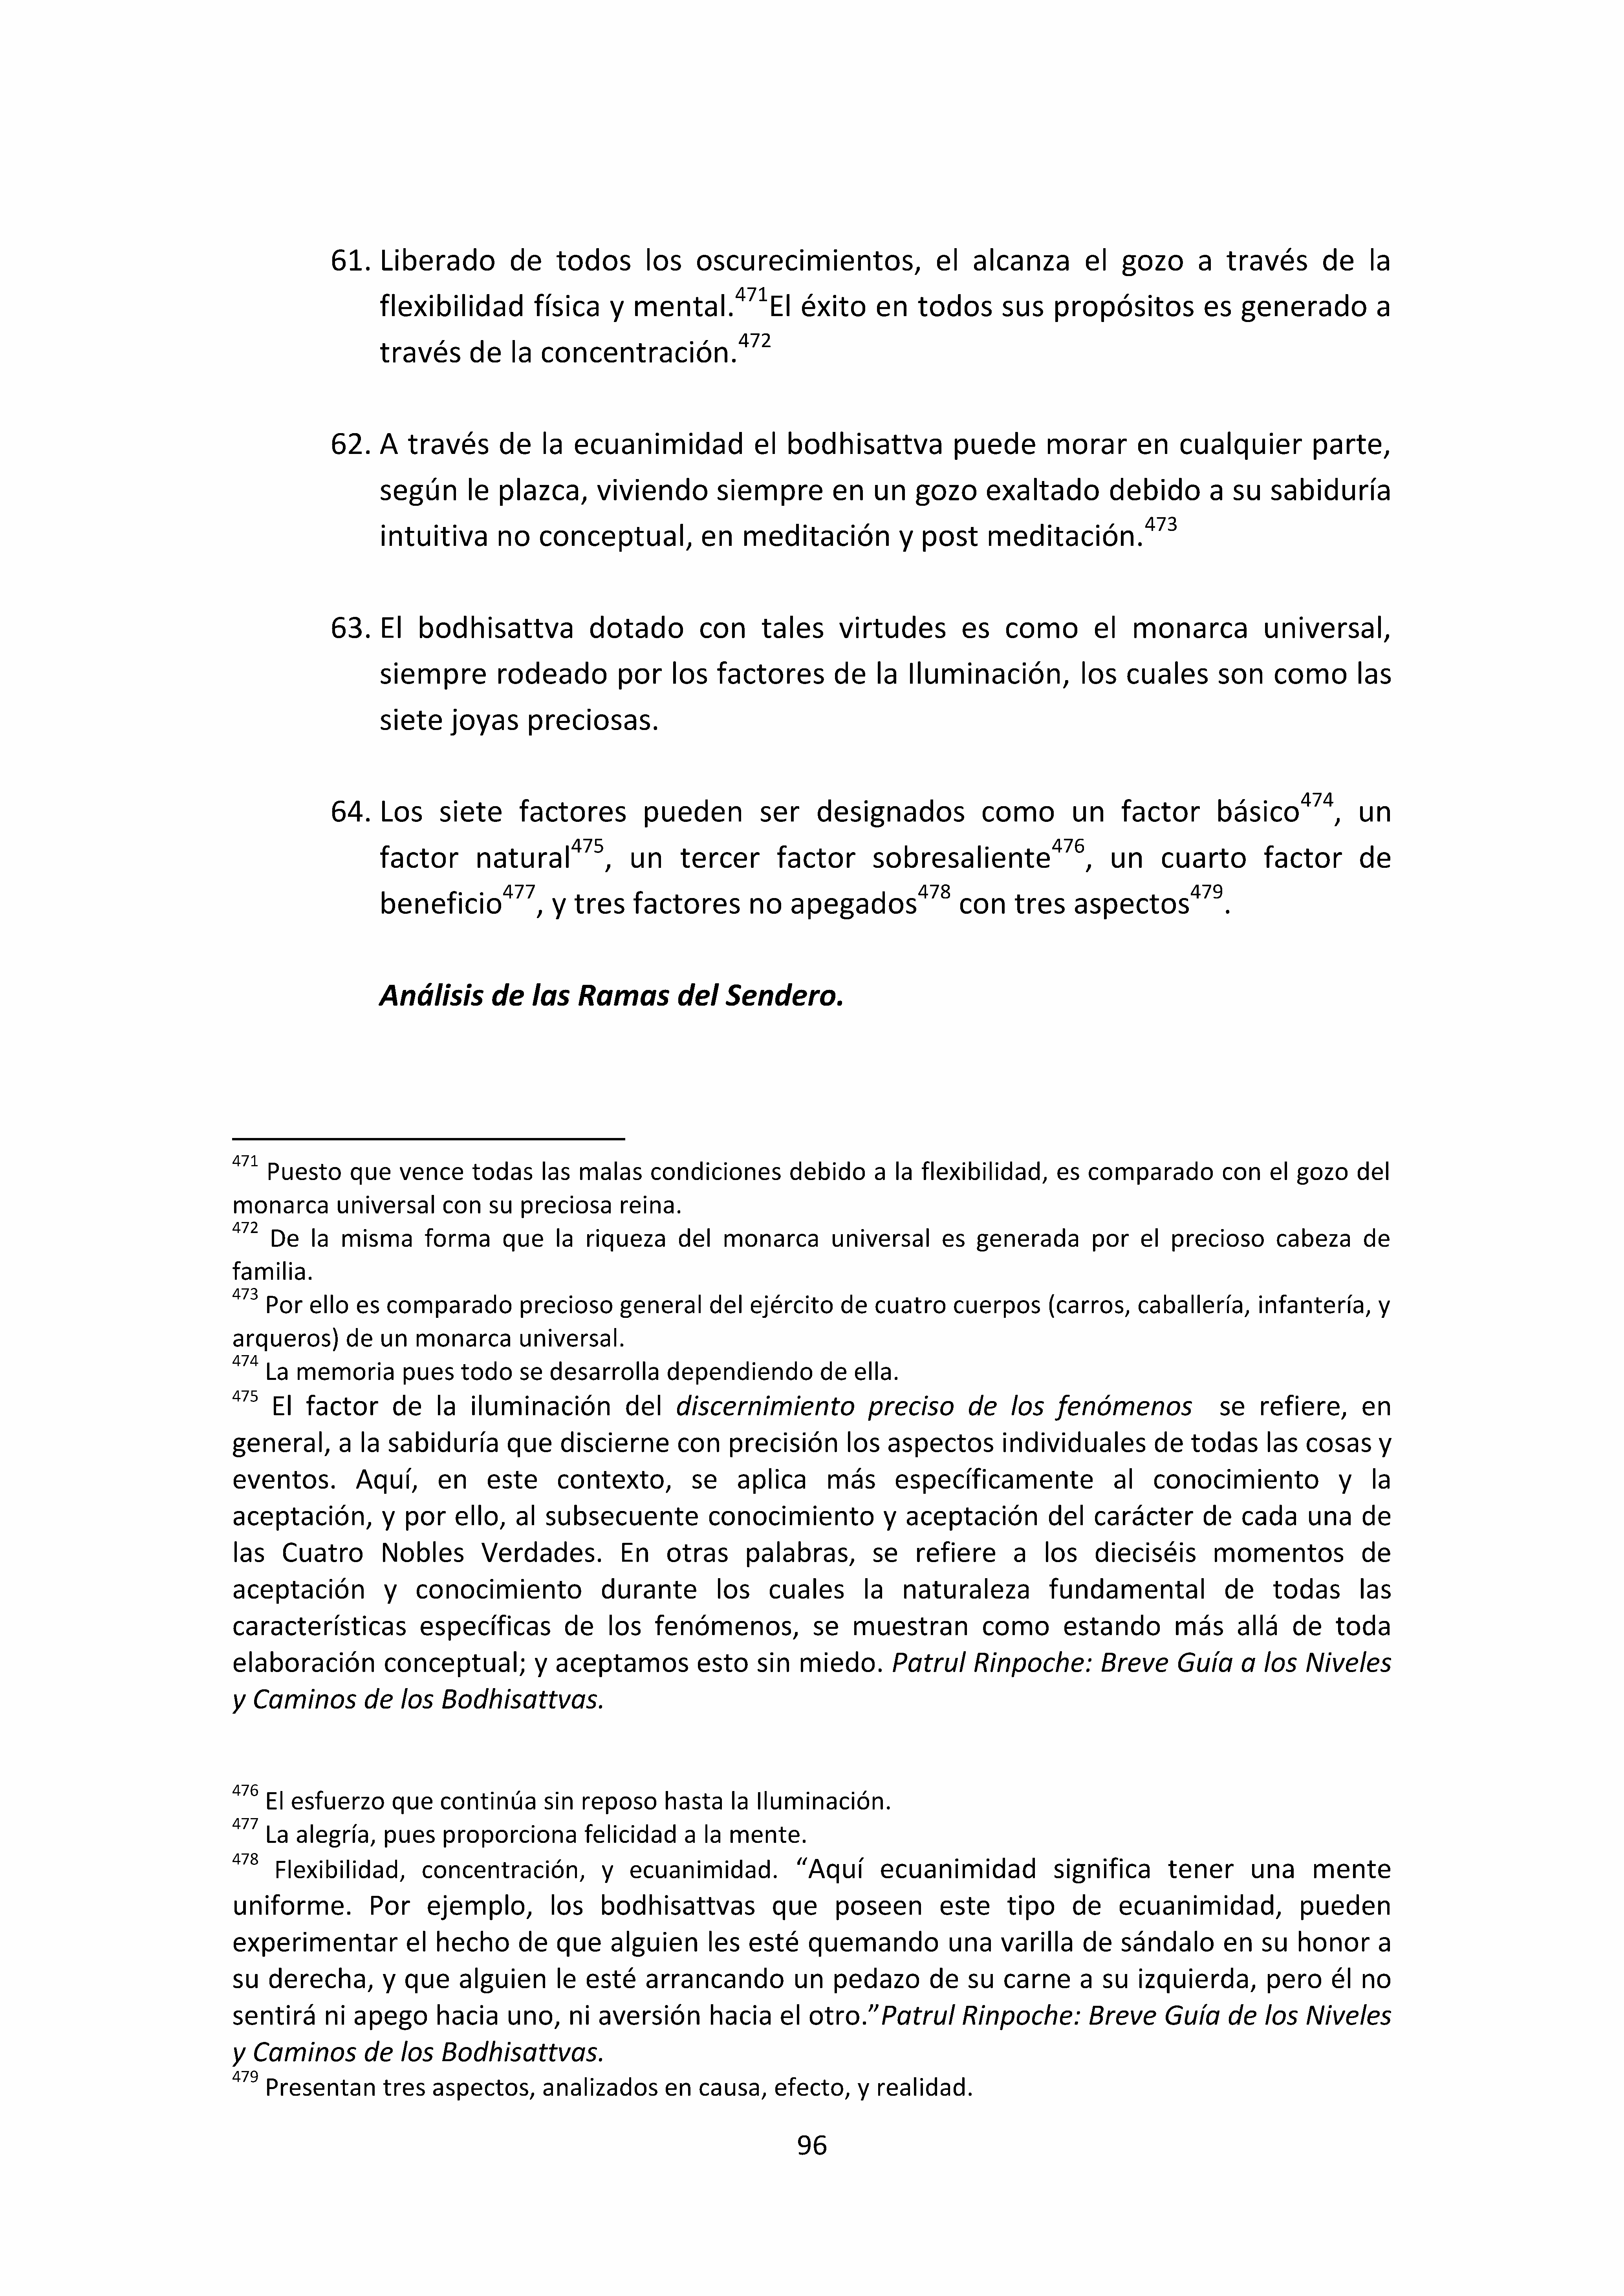 61. Liberado de todos los oscurecimientos, el alcanza el gozo a través de la
flexibilidad física y mental.471El éxito en todos sus propósitos es generado a
través de la concentración.472
62. A través de la ecuanimidad el bodhisattva puede morar en cualquier parte,
según le plazca, viviendo siempre en un gozo exaltado debido a su sabiduría
intuitiva no conceptual, en meditación y post meditación.473
63. El bodhisattva dotado con tales virtudes es como el monarca universal,
siempre rodeado por los factores de la Iluminación, los cuales son como las
siete joyas preciosas.
64. Los siete factores pueden ser designados como un factor básico474, un
factor natural475, un tercer factor sobresaliente476, un cuarto factor de
beneficio477, y tres factores no apegados478 con tres aspectos479.
Análisis de las Ramas del Sendero.
471 Puesto que vence todas las malas condiciones debido a la flexibilidad, es comparado con el gozo del
monarca universal con su preciosa reina.
472 De la misma forma que la riqueza del monarca universal es generada por el precioso cabeza de
familia.
473 Por ello es comparado precioso general del ejército de cuatro cuerpos (carros, caballería, infantería, y
arqueros) de un monarca universal.
474 La memoria pues todo se desarrolla dependiendo de ella.
475 El factor de la iluminación del discernimiento preciso de los fenómenos se refiere, en
general, a la sabiduría que discierne con precisión los aspectos individuales de todas las cosas y
eventos. Aquí, en este contexto, se aplica más específicamente al conocimiento y la
aceptación, y por ello, al subsecuente conocimiento y aceptación del carácter de cada una de
las Cuatro Nobles Verdades. En otras palabras, se refiere a los dieciséis momentos de
aceptación y conocimiento durante los cuales la naturaleza fundamental de todas las
características específicas de los fenómenos, se muestran como estando más allá de toda
elaboración conceptual; y aceptamos esto sin miedo. Patrul Rinpoche: Breve Guía a los Niveles
y Caminos de los Bodhisattvas.
476 El esfuerzo que continúa sin reposo hasta la Iluminación.
477 La alegría, pues proporciona felicidad a la mente.
478 Flexibilidad, concentración, y ecuanimidad. “Aquí ecuanimidad significa tener una mente
uniforme. Por ejemplo, los bodhisattvas que poseen este tipo de ecuanimidad, pueden
experimentar el hecho de que alguien les esté quemando una varilla de sándalo en su honor a
su derecha, y que alguien le esté arrancando un pedazo de su carne a su izquierda, pero él no
sentirá ni apego hacia uno, ni aversión hacia el otro.”Patrul Rinpoche: Breve Guía de los Niveles
y Caminos de los Bodhisattvas.
479 Presentan tres aspectos, analizados en causa, efecto, y realidad.
96